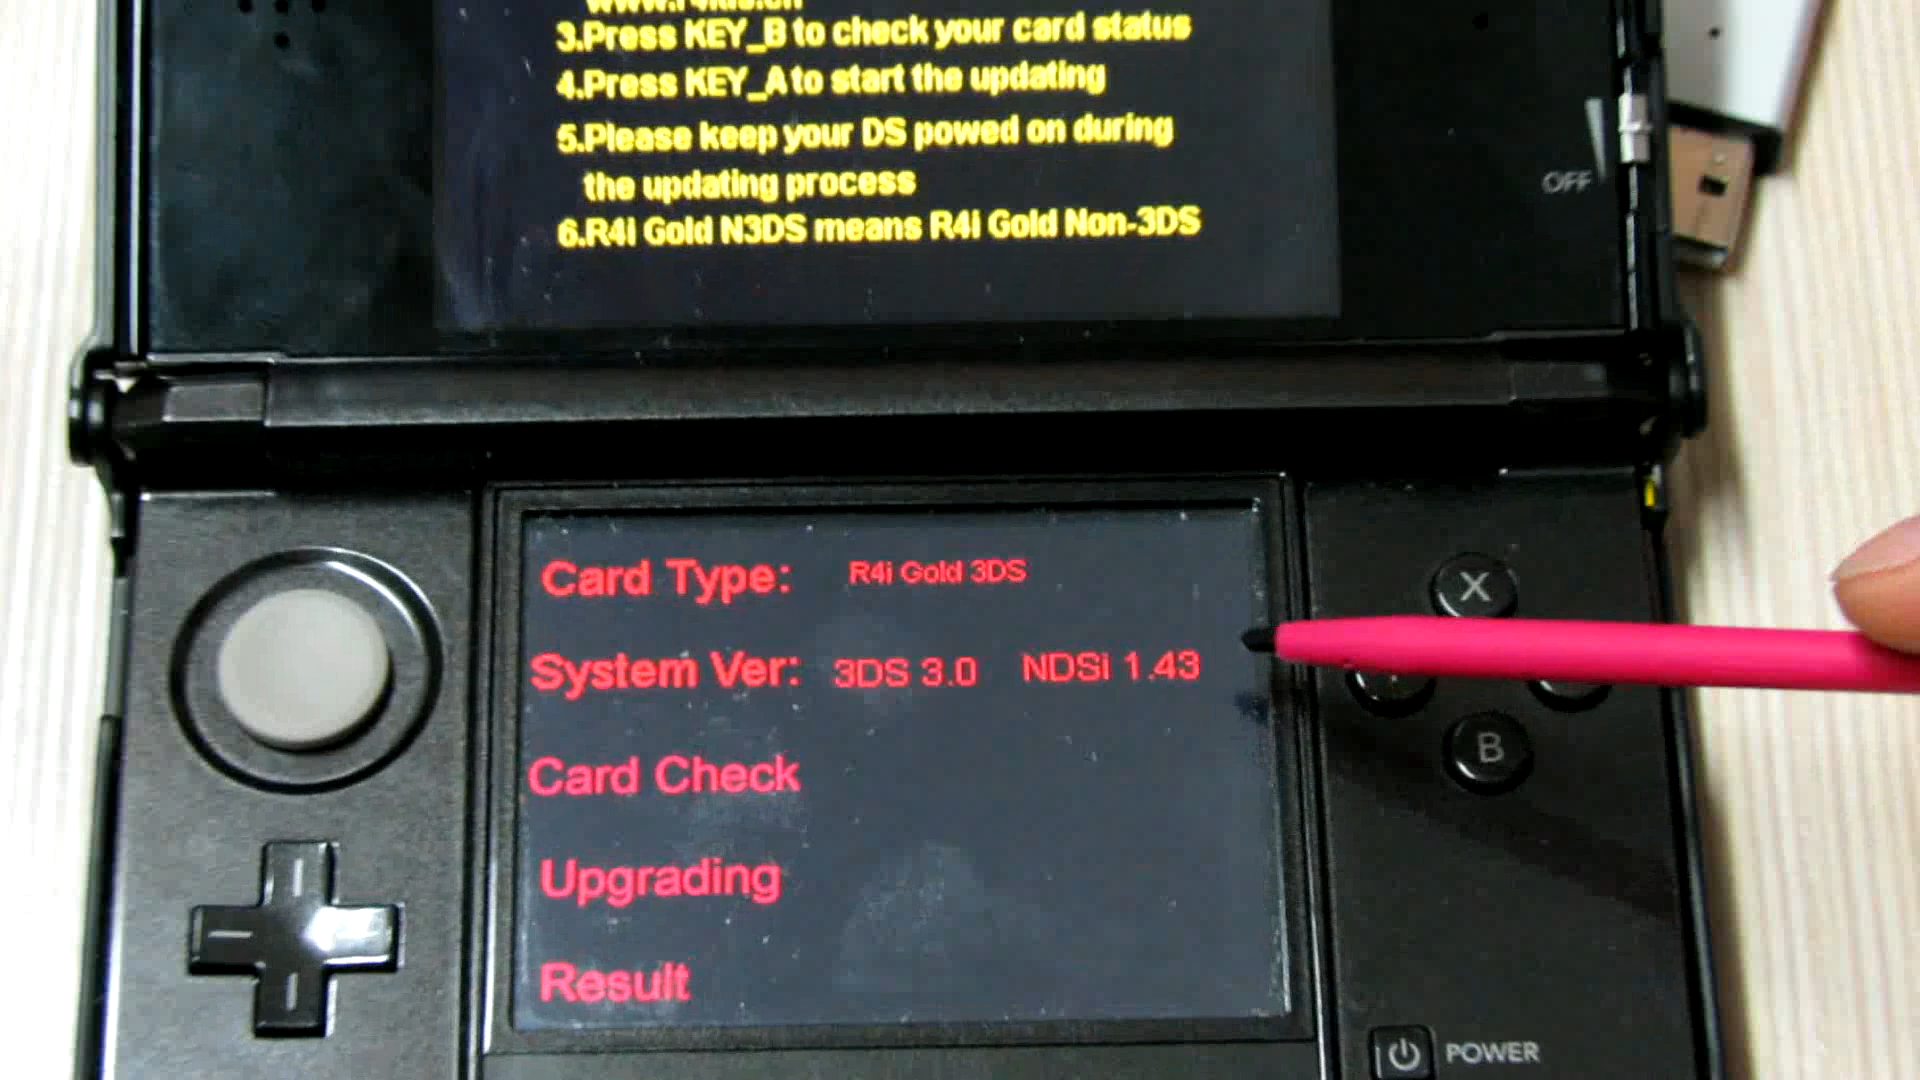 3.Press KEY_B to check your card status
4.Press KEY_A to start the updating
5.Please keep your DS powed on during
the updating process
6.R4i Gold N3DS means R4i Gold Non-3DS
OFF
Card Type: R4i Gold 3DS
System Ver: 3DS 3.0 NDSi 1.43
Card Check
Upgrading
Result
X
B
POWER